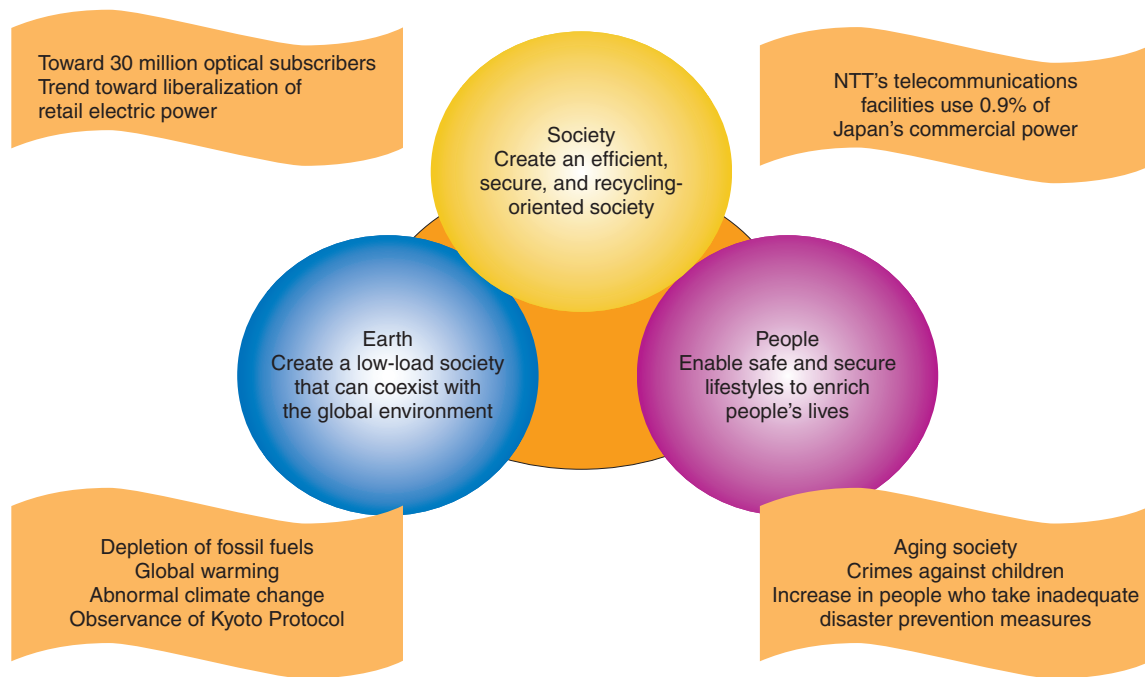 Toward 30 million optical subscribers
Trend toward liberalization of
retail electric power
NTT's telecommunications
facilities use 0.9% of
Japan's commercial power
Society
Create an efficient,
secure, and recycling-
oriented society
Earth
Create a low-load society
that can coexist with
the global environment
People
Enable safe and secure
lifestyles to enrich
people's lives
Depletion of fossil fuels
Global warming
Abnormal climate change
Observance of Kyoto Protocol
Aging society
Crimes against children
Increase in people who take inadequate
disaster prevention measures